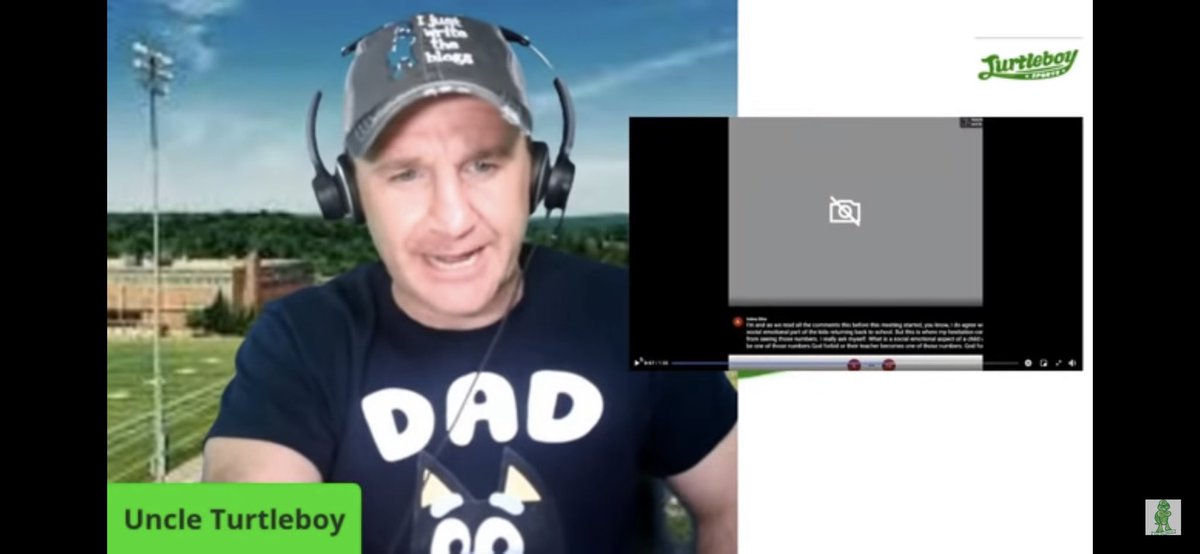 I just
write
the
blogs
Turtleboy
SPORTS
I'm and as we read all the comments this before this meeting started, you know, I do agree
social emotional part of the kids returning back to school. But this is where my hesitation
from seeing those numbers. I really ask myself. What is a social emotional aspect of a child
be one of those numbers God forbid or their teacher becomes one of those numbers. God
DAD
Uncle Turtleboy